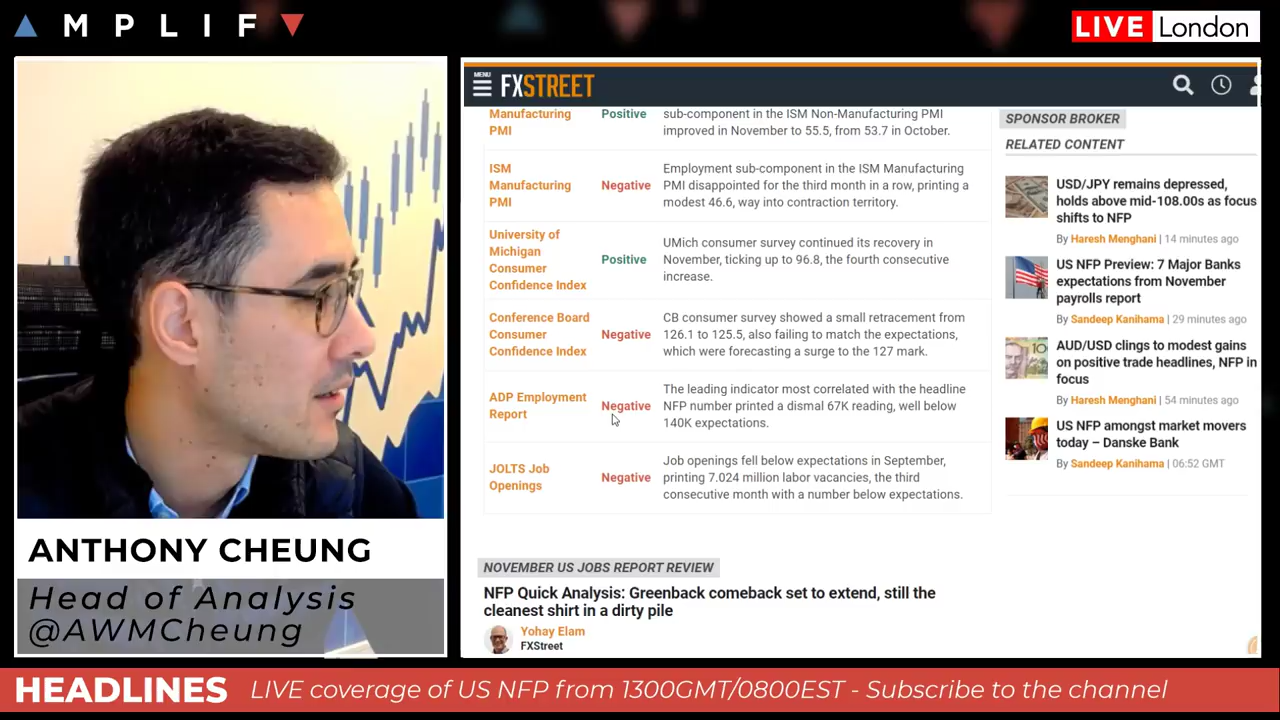 AMPLIFY
LIVE London
ANTHONY CHEUNG
Head of Analysis
@AWMCheung
MENU
FXSTREET
Manufacturing
PMI
Positive
sub-component in the ISM Non-Manufacturing PMI
improved in November to 55.5, from 53.7 in October.
ISM
Manufacturing
PMI
Negative
Employment sub-component in the ISM Manufacturing
PMI disappointed for the third month in a row, printing a
modest 46.6, way into contraction territory.
University of
Michigan
Consumer
Confidence Index
Positive
UMich consumer survey continued its recovery in
November, ticking up to 96.8, the fourth consecutive
increase.
Conference Board
Consumer
Confidence Index
Negative
CB consumer survey showed a small retracement from
126.1 to 125.5, also failing to match the expectations,
which were forecasting a surge to the 127 mark.
ADP Employment
Report
Negative
The leading indicator most correlated with the headline
NFP number printed a dismal 67K reading, well below
140K expectations.
JOLTS Job
Openings
Negative
Job openings fell below expectations in September,
printing 7.024 million labor vacancies, the third
consecutive month with a number below expectations.
NOVEMBER US JOBS REPORT REVIEW
NFP Quick Analysis: Greenback comeback set to extend, still the
cleanest shirt in a dirty pile
Yohay Elam
FXStreet
SPONSOR BROKER
RELATED CONTENT
USD/JPY remains depressed,
holds above mid-108.00s as focus
shifts to NFP
By Haresh Menghani | 14 minutes ago
US NFP Preview: 7 Major Banks
expectations from November
payrolls report
By Sandeep Kanihama | 29 minutes ago
AUD/USD clings to modest gains
on positive trade headlines, NFP in
focus
By Haresh Menghani | 54 minutes ago
US NFP amongst market movers
today – Danske Bank
By Sandeep Kanihama | 06:52 GMT
HEADLINES LIVE coverage of US NFP from 1300GMT/0800EST - Subscribe to the channel